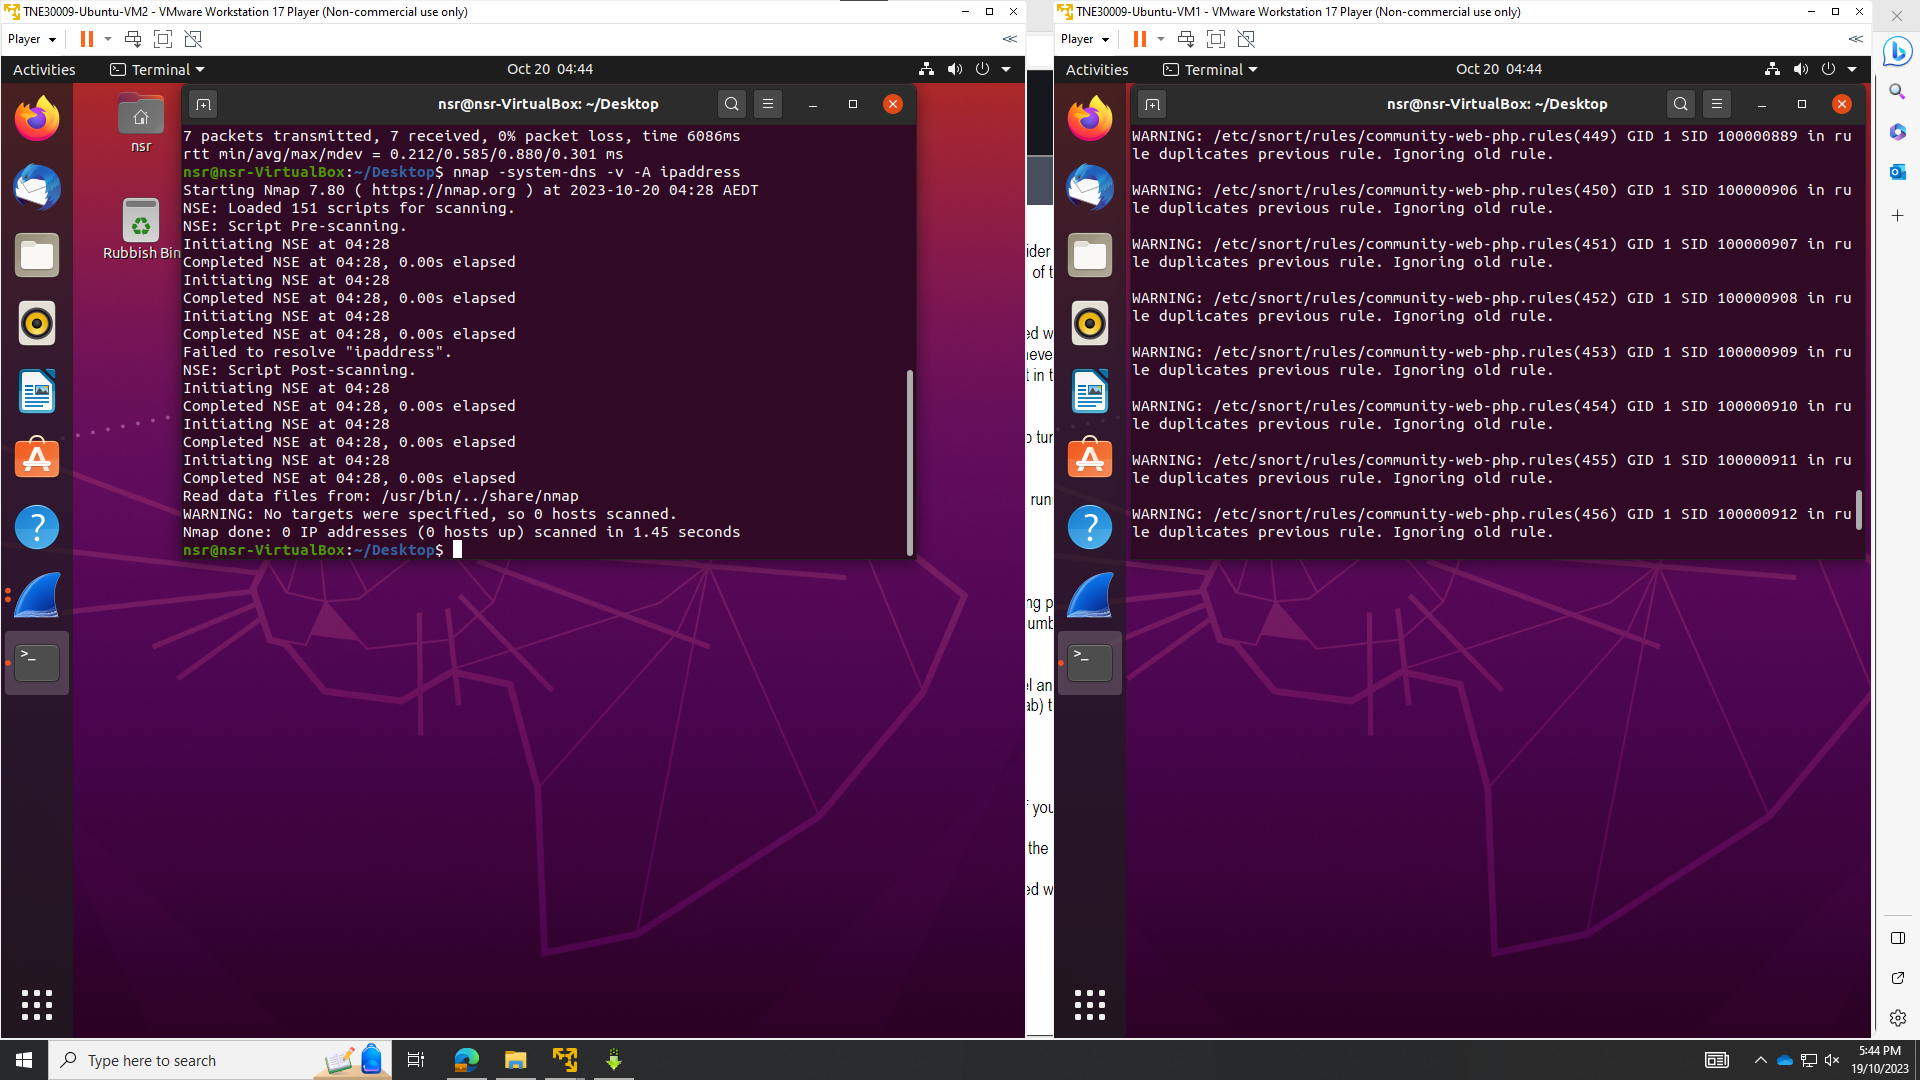 TNE30009-Ubuntu-VM2 - VMware Workstation 17 Player (Non-commercial use only)
Player
Activities
Terminal
Oct 20 04:44
nsr
Rubbish Bin
nsr@nsr-VirtualBox: ~/Desktop
7 packets transmitted, 7 received, 0% packet loss, time 6086ms
rtt min/avg/max/mdev = 0.212/0.585/0.880/0.301 ms
nsr@nsr-VirtualBox:~/Desktop$ nmap -system-dns -v -A ipaddress
Starting Nmap 7.80 ( https://nmap.org ) at 2023-10-20 04:28 AEDT
NSE: Loaded 151 scripts for scanning.
NSE: Script Pre-scanning.
Initiating NSE at 04:28
Completed NSE at 04:28, 0.00s elapsed
Initiating NSE at 04:28
Completed NSE at 04:28, 0.00s elapsed
Initiating NSE at 04:28
Completed NSE at 04:28, 0.00s elapsed
Failed to resolve "ipaddress".
NSE: Script Post-scanning.
Initiating NSE at 04:28
Completed NSE at 04:28, 0.00s elapsed
Initiating NSE at 04:28
Completed NSE at 04:28, 0.00s elapsed
Initiating NSE at 04:28
Completed NSE at 04:28, 0.00s elapsed
Read data files from: /usr/bin/../share/nmap
WARNING: No targets were specified, so 0 hosts scanned.
Nmap done: 0 IP addresses (0 hosts up) scanned in 1.45 seconds
nsr@nsr-VirtualBox:~/Desktop$
of t
t in t
the
TNE30009-Ubuntu-VM1 - VMware Workstation 17 Player (Non-commercial use only)
Player
Activities
Terminal
Oct 20 04:44
nsr@nsr-VirtualBox: ~/Desktop
WARNING: /etc/snort/rules/community-web-php.rules(449) GID 1 SID 100000889 in ru
le duplicates previous rule. Ignoring old rule.
WARNING: /etc/snort/rules/community-web-php.rules(450) GID 1 SID 100000906 in ru
le duplicates previous rule. Ignoring old rule.
WARNING: /etc/snort/rules/community-web-php.rules(451) GID 1 SID 100000907 in ru
le duplicates previous rule. Ignoring old rule.
WARNING: /etc/snort/rules/community-web-php.rules(452) GID 1 SID 100000908 in ru
le duplicates previous rule. Ignoring old rule.
WARNING: /etc/snort/rules/community-web-php.rules(453) GID 1 SID 100000909 in ru
le duplicates previous rule. Ignoring old rule.
WARNING: /etc/snort/rules/community-web-php.rules(454) GID 1 SID 100000910 in ru
le duplicates previous rule. Ignoring old rule.
WARNING: /etc/snort/rules/community-web-php.rules(455) GID 1 SID 100000911 in ru
le duplicates previous rule. Ignoring old rule.
WARNING: /etc/snort/rules/community-web-php.rules(456) GID 1 SID 100000912 in ru
le duplicates previous rule. Ignoring old rule.
Type here to search
5:44 PM
19/10/2023